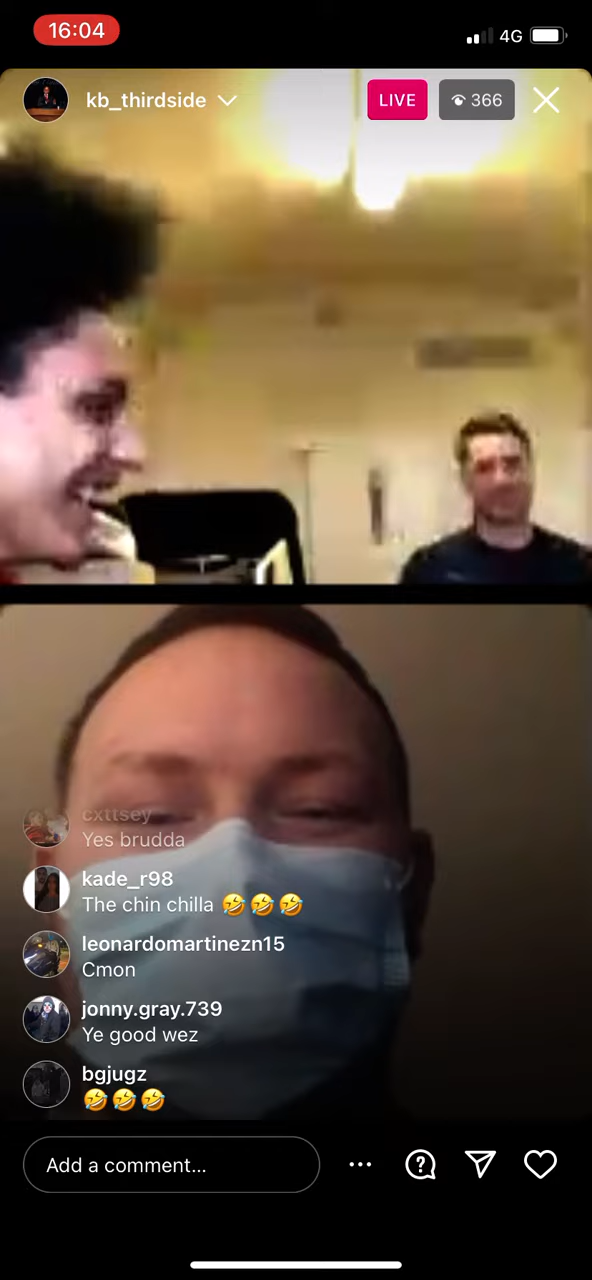 16:04
4G
kb_thirdside
LIVE
366
cxttsey
Yes brudda
kade_r98
The chin chilla 🤣🤣🤣
leonardomartinezn15
Cmon
jonny.gray.739
Ye good wez
bgjugz
🤣🤣🤣
Add a comment...